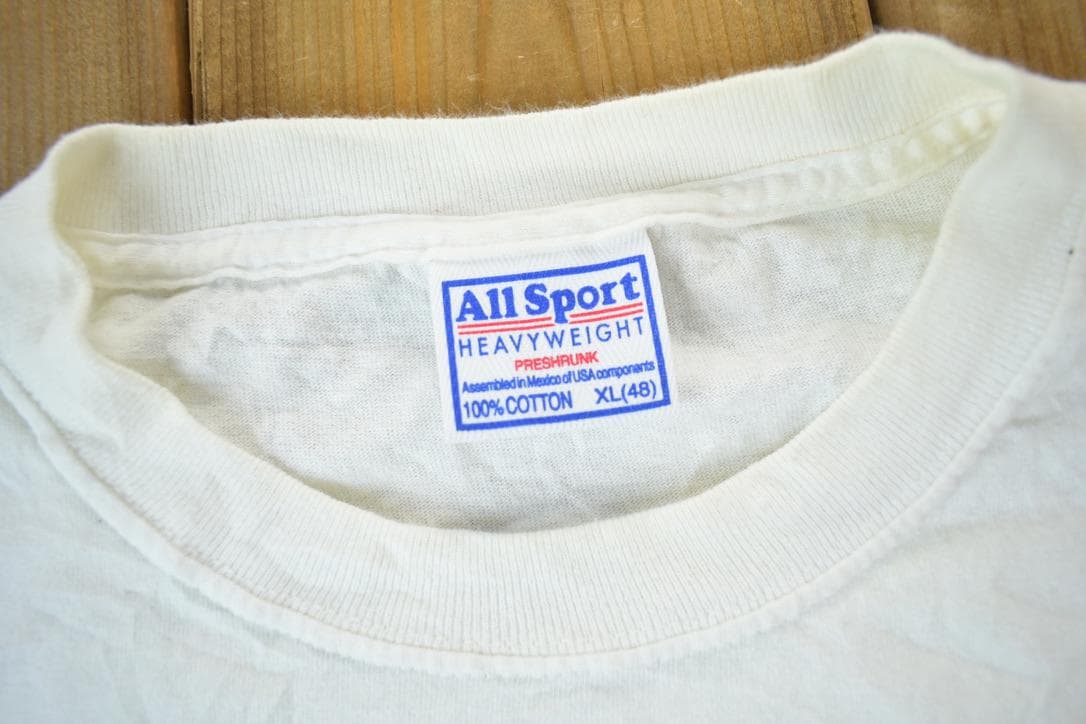 All Sport
HEAVYWEIGHT
PRESHRUNK
Assembled in Mexico of USA components
100% COTTON XL(48)